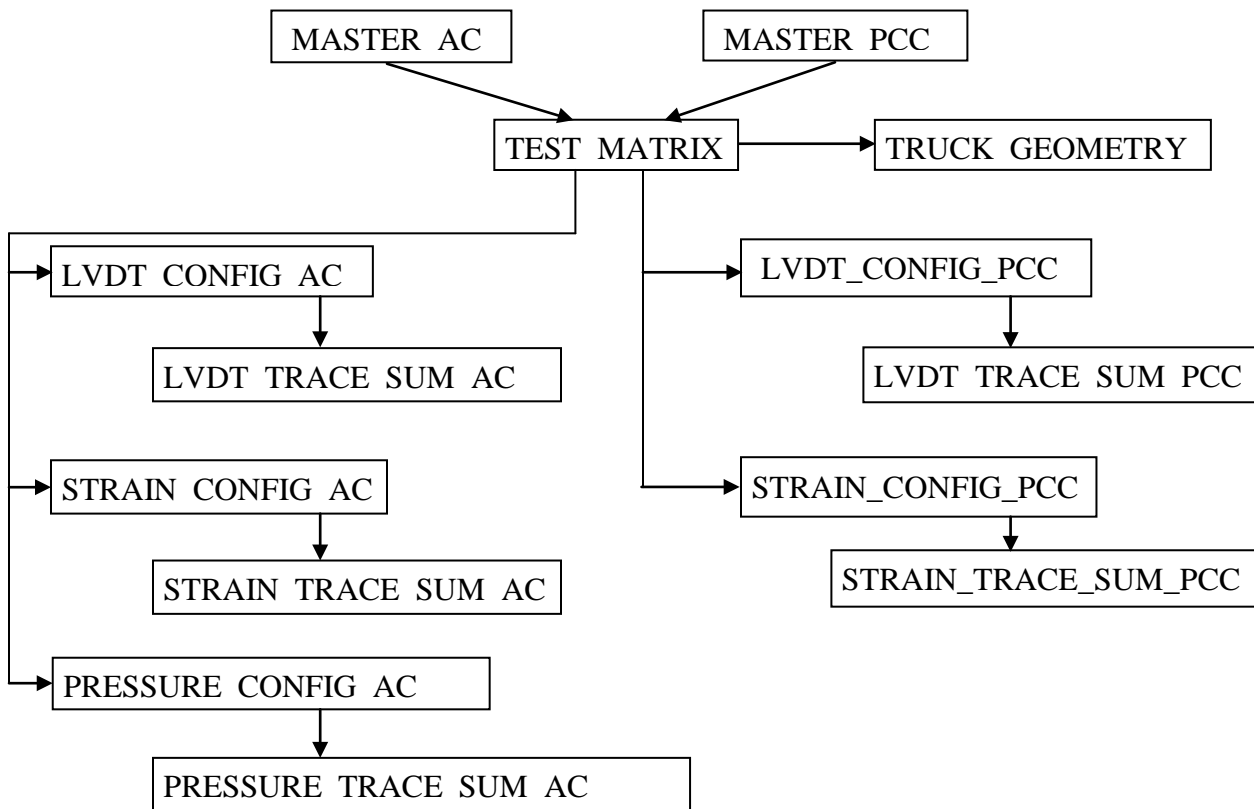 MASTER AC
MASTER PCC
TEST MATRIX
TRUCK GEOMETRY
LVDT CONFIG AC
LVDT_CONFIG_PCC
LVDT TRACE SUM AC
LVDT TRACE SUM PCC
STRAIN CONFIG AC
STRAIN_CONFIG_PCC
STRAIN TRACE SUM AC
STRAIN_TRACE_SUM_PCC
PRESSURE CONFIG AC
PRESSURE TRACE SUM AC